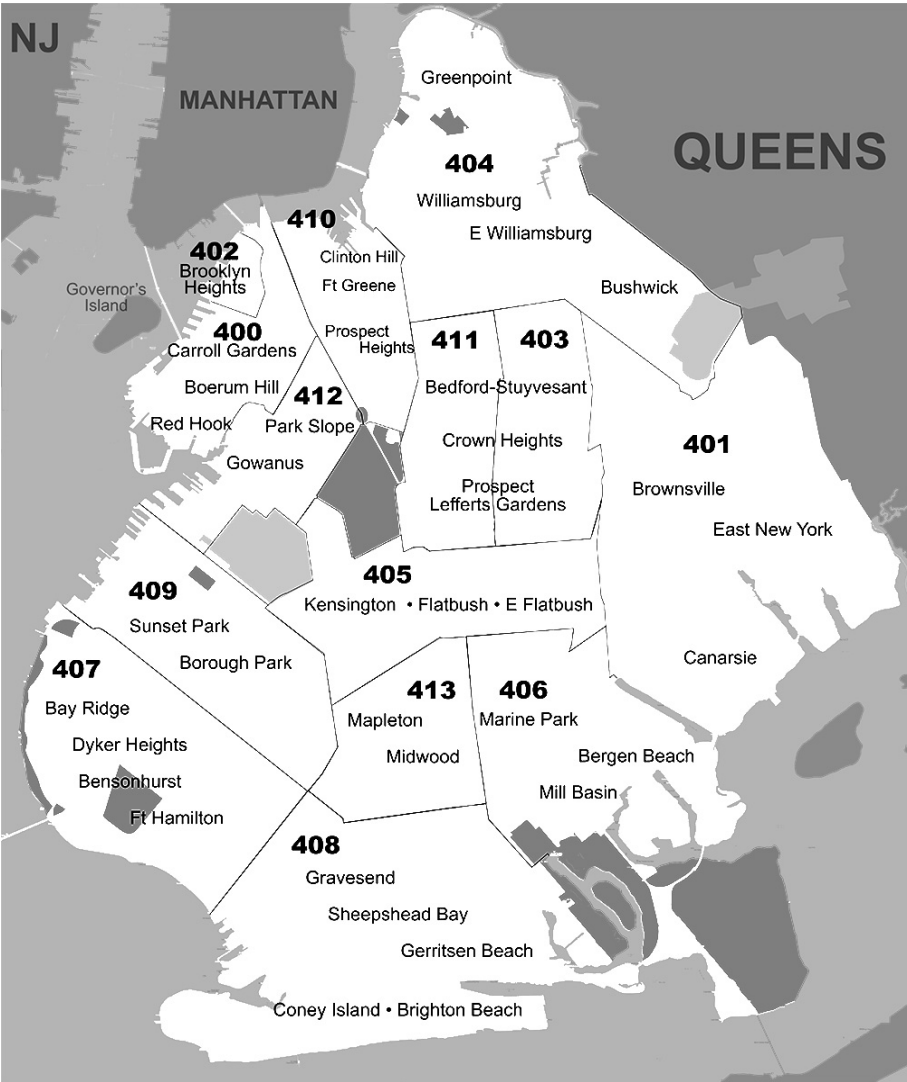 NJ
MANHATTAN
QUEENS
Greenpoint
404
Williamsburg
E Williamsburg
Bushwick
410
Clinton Hill
Ft Greene
Prospect
Heights
402
Brooklyn
Heights
Governor's
Island
400
Carroll Gardens
Boerum Hill
Red Hook
412
Park Slope
Gowanus
411
403
Bedford-Stuyvesant
Crown Heights
Prospect
Lefferts Gardens
401
Brownsville
East New York
Canarsie
405
Kensington • Flatbush • E Flatbush
409
Sunset Park
Borough Park
407
Bay Ridge
Dyker Heights
Bensonhurst
Ft Hamilton
413
Mapleton
Midwood
406
Marine Park
Bergen Beach
Mill Basin
408
Gravesend
Sheepshead Bay
Gerritsen Beach
Coney Island • Brighton Beach